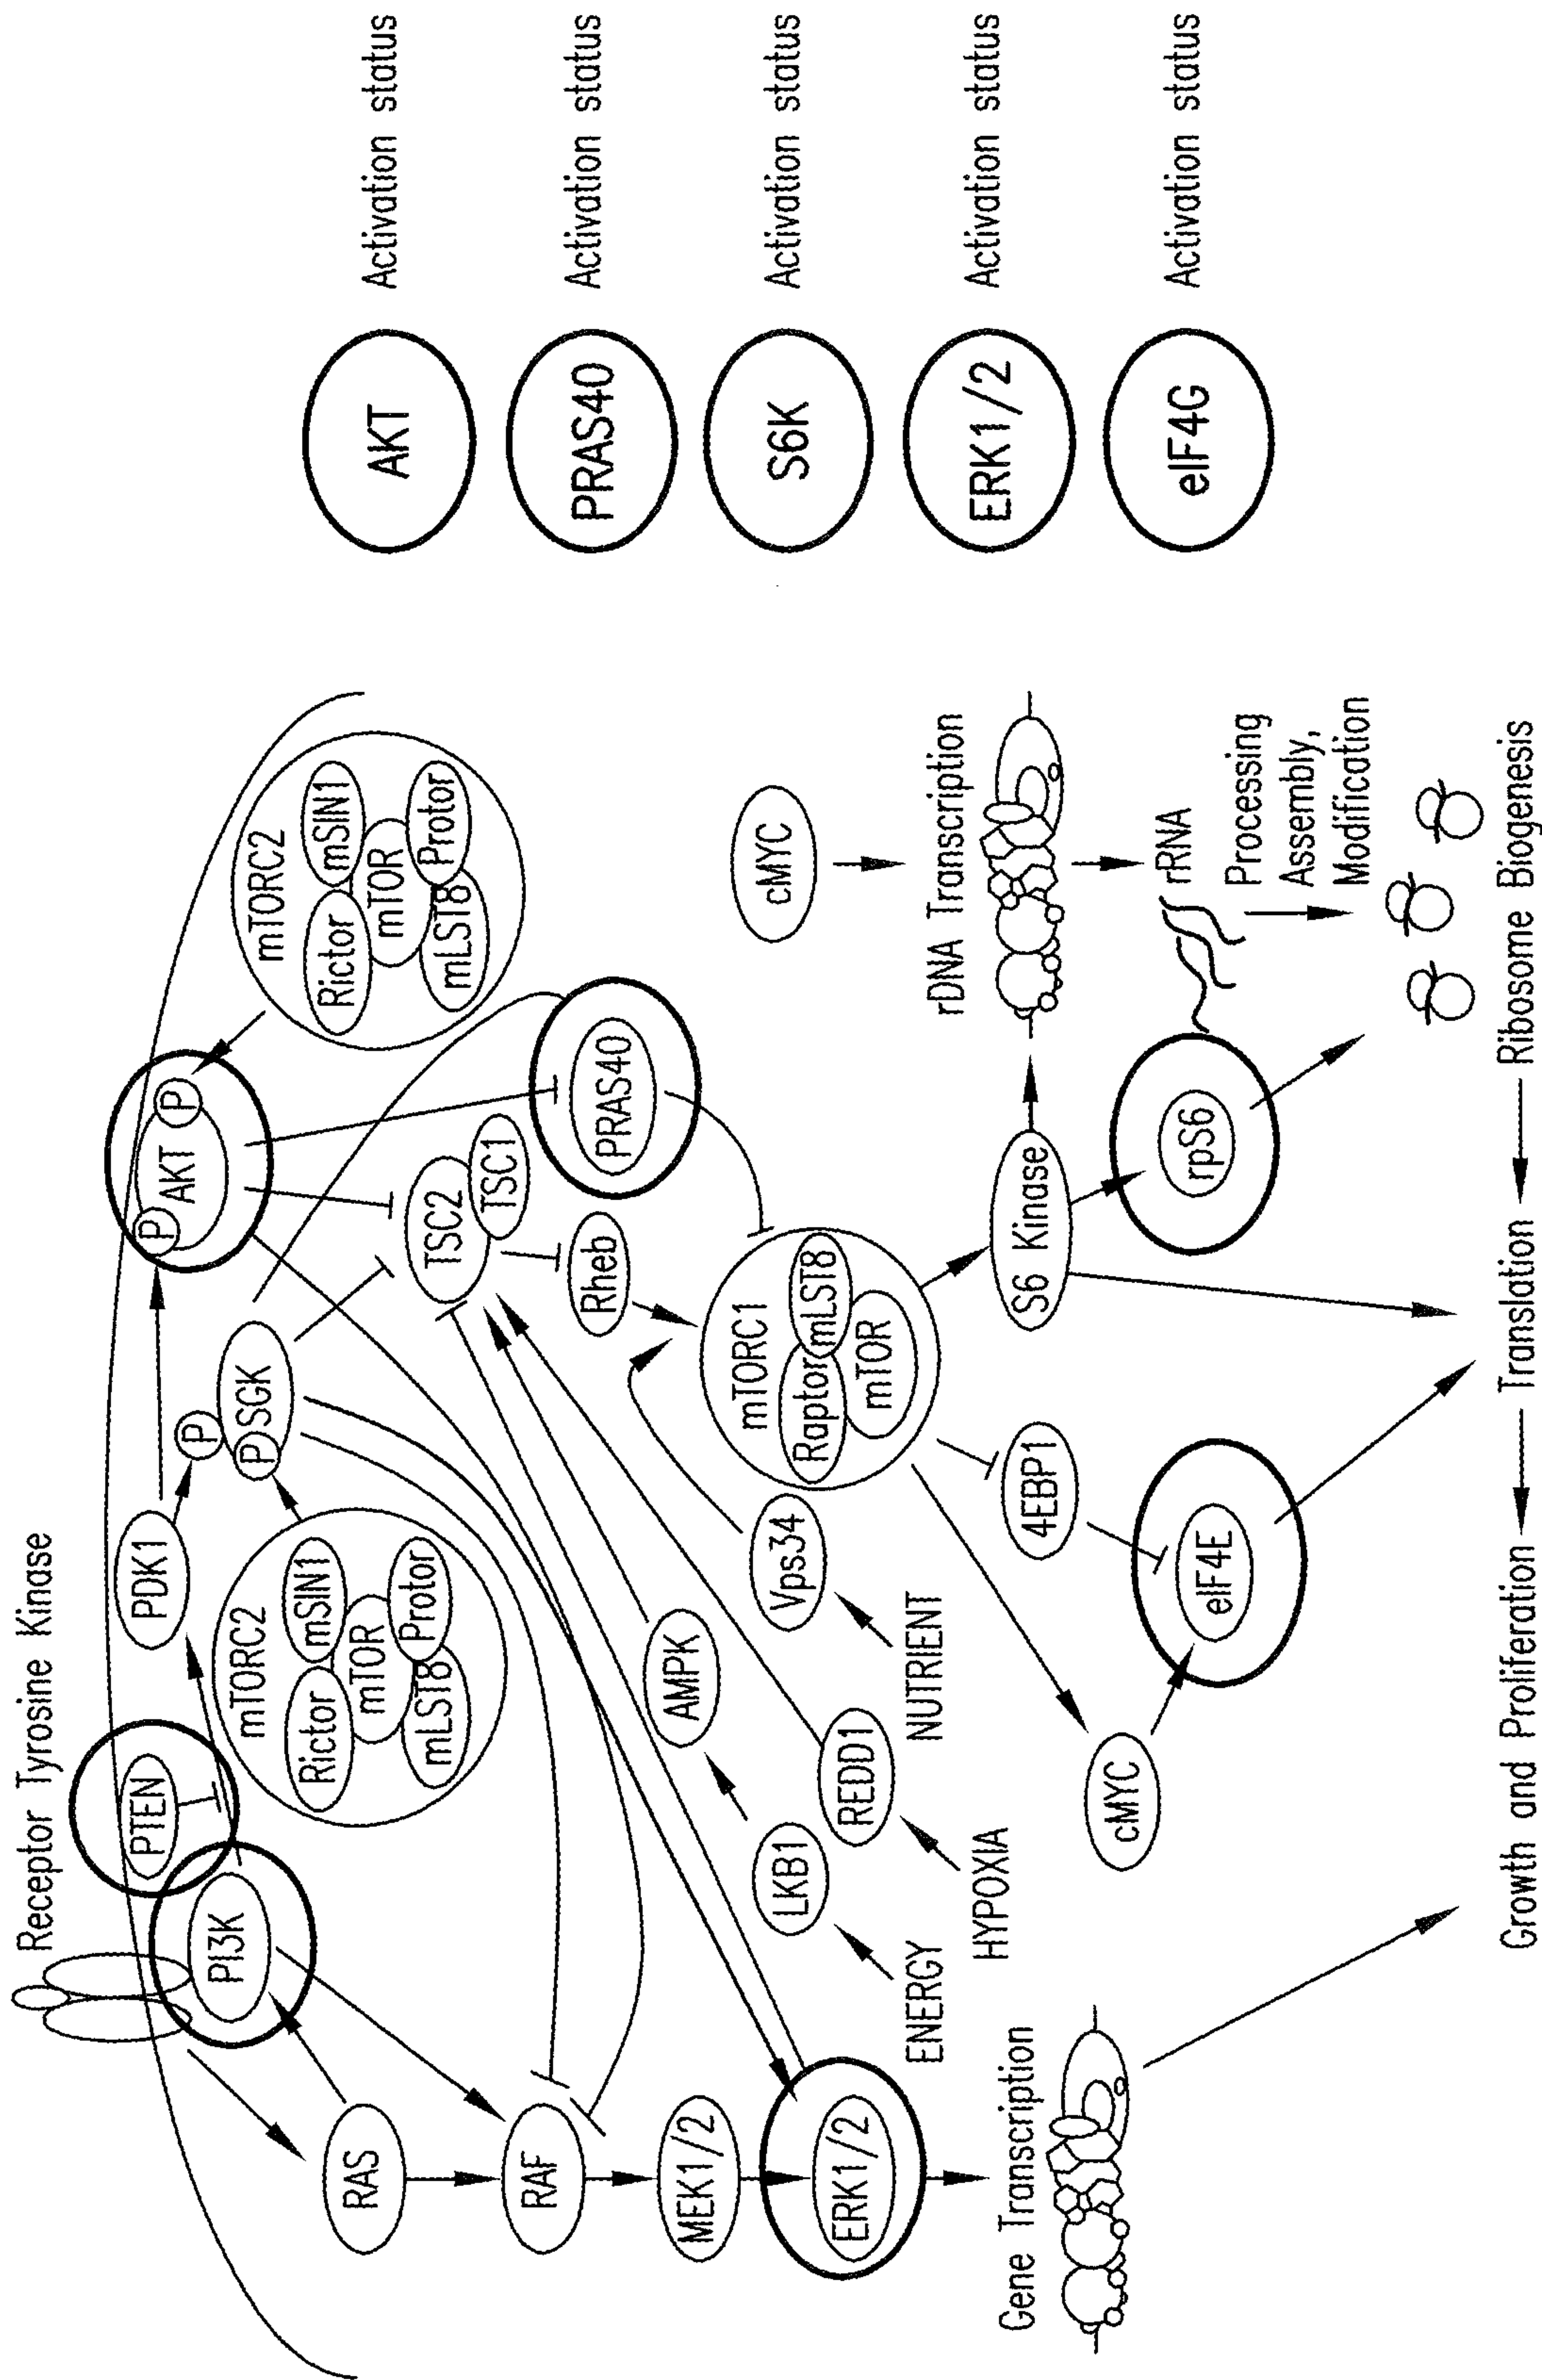 Receptor Tyrosine Kinase
PTEN
PI3K
PDK1
P
AKT
P
P
P
SGK
RAS
mTORC2
Rictor
mSIN1
mTOR
mLST8
Protor
mTORC2
Rictor
mSIN1
mTOR
mLST8
Protor
TSC2
TSC1
RAF
Rheb
PRAS40
MEK1/2
AMPK
ERK1/2
LKB1
REDD1
Vps34
mTORC1
Raptor
mLST8
mTOR
cMYC
ENERGY
HYPOXIA
NUTRIENT
rDNA Transcription
Gene Transcription
4EBP1
S6 Kinase
cMYC
eIF4E
rpS6
rRNA
Processing
Assembly,
Modification
Growth and Proliferation
Translation
Ribosome Biogenesis
AKT
Activation status
PRAS40
Activation status
S6K
Activation status
ERK1/2
Activation status
eIF4G
Activation status